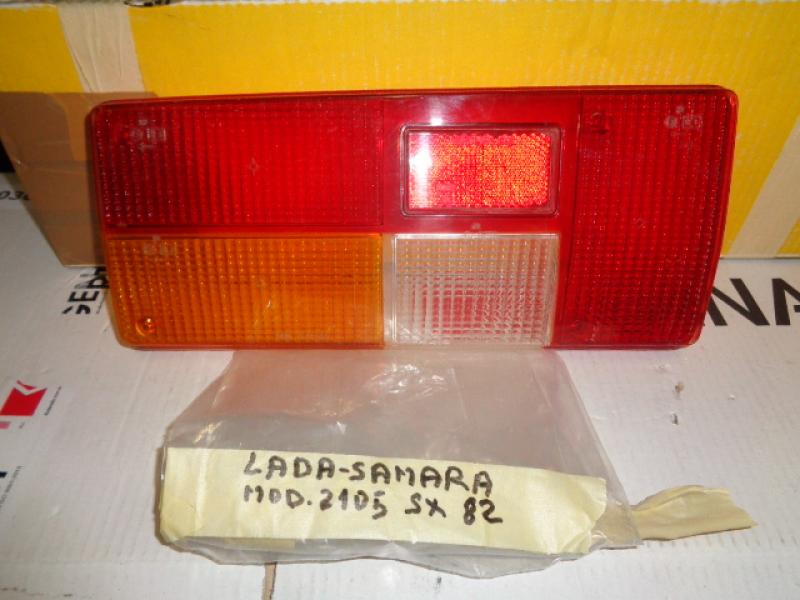 LADA-SAMARA
MOD. 2105 SX 82